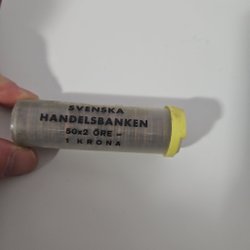 SVENSKA
HANDELSBANKEN
50x2 ÖRE =
1 KRONA